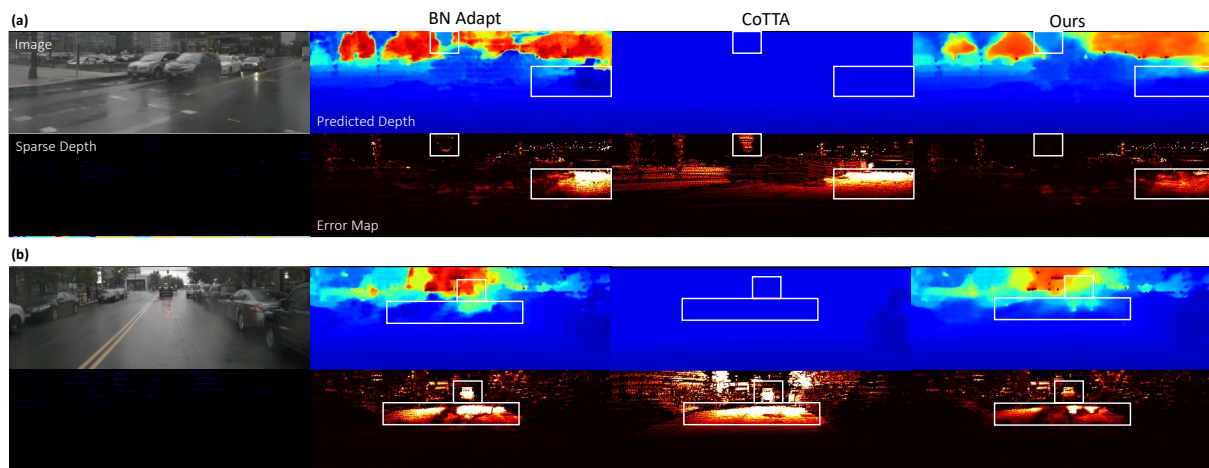 (a)
BN Adapt
CoTTA
Ours
Image
Predicted Depth
Sparse Depth
Error Map
(b)